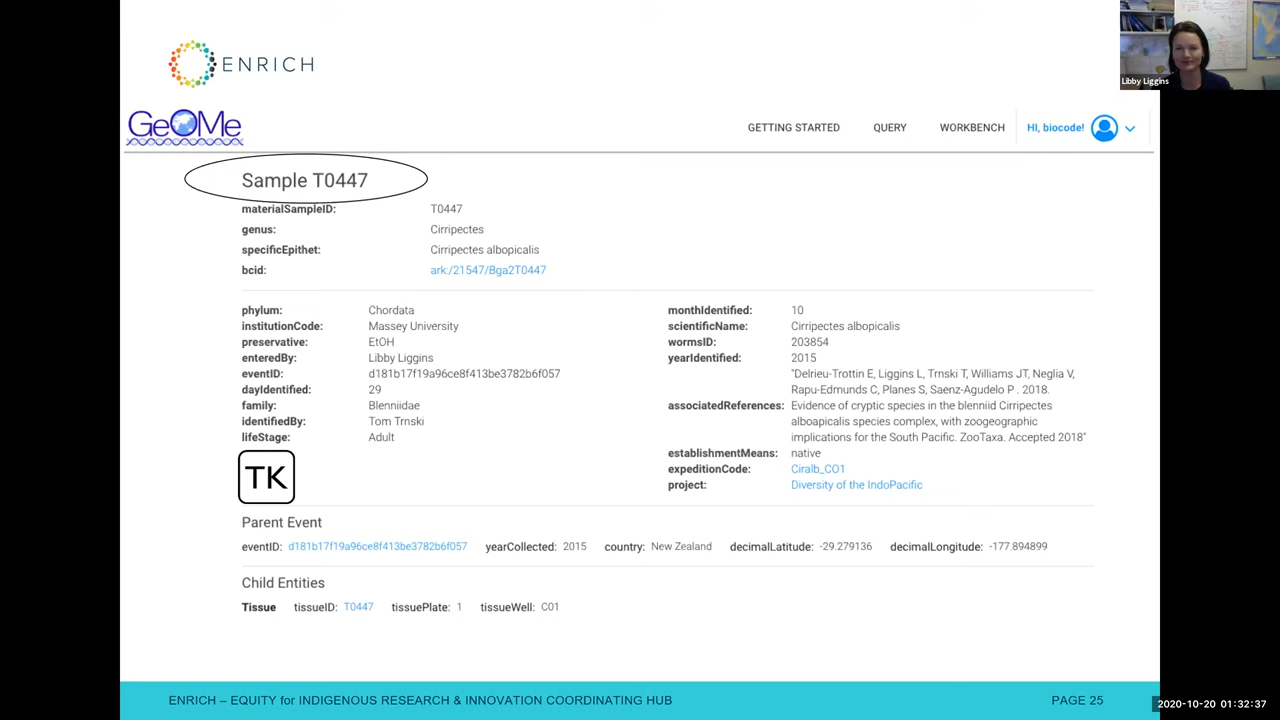 ENRICH
Libby Liggins
GeOMe
GETTING STARTED QUERY WORKBENCH HI, biocode!
Sample T0447
materialSampleID: T0447
genus: Cirripectes
specificEpithet: Cirripectes albopicalis
bcid: ark:/21547/Bga2T0447
phylum: Chordata
institutionCode: Massey University
preservative: EtOH
enteredBy: Libby Liggins
eventID: d181b17f19a96ce8f413be3782b6f057
dayIdentified: 29
family: Blenniidae
identifiedBy: Tom Trnski
lifeStage: Adult
TK
monthIdentified: 10
scientificName: Cirripectes albopicalis
wormsID: 203854
yearIdentified: 2015
"Delrieu-Trottin E, Liggins L, Trnski T, Williams JT, Neglia V,
Rapu-Edmunds C, Planes S, Saenz-Agudelo P . 2018.
associatedReferences: Evidence of cryptic species in the blenniid Cirripectes
alboapicalis species complex, with zoogeographic
implications for the South Pacific. ZooTaxa. Accepted 2018"
establishmentMeans: native
expeditionCode: Ciralb_CO1
project: Diversity of the IndoPacific
Parent Event
eventID: d181b17f19a96ce8f413be3782b6f057 yearCollected: 2015 country: New Zealand decimalLatitude: -29.279136 decimalLongitude: -177.894899
Child Entities
Tissue tissueID: T0447 tissuePlate: 1 tissueWell: C01
ENRICH – EQUITY for INDIGENOUS RESEARCH & INNOVATION COORDINATING HUB PAGE 25
2020-10-20 01:32:37